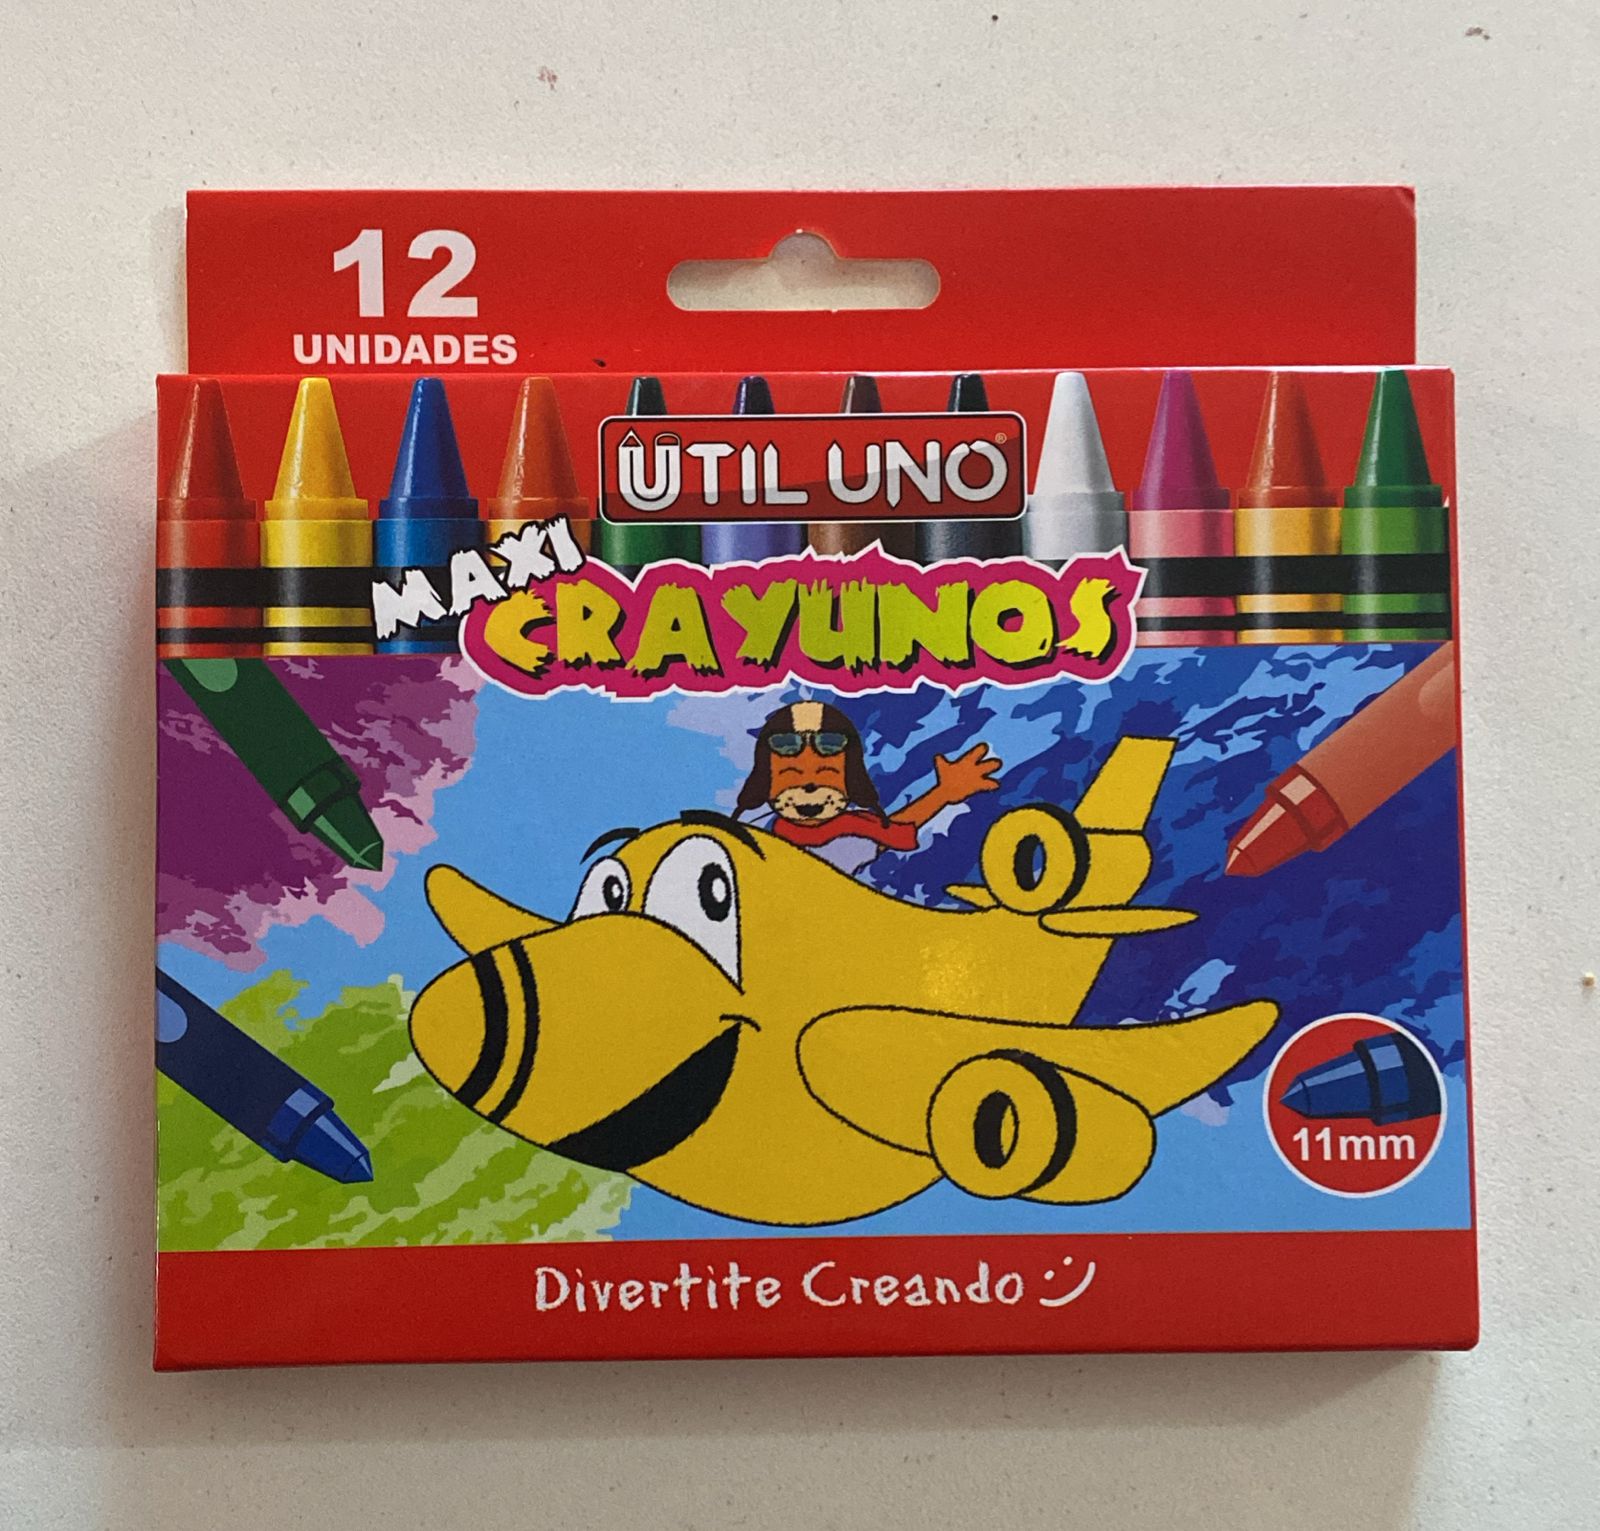 12
UNIDADES
ÚTIL UNO®
MAXI
CRAYUNOS
11mm
Divertite Creando